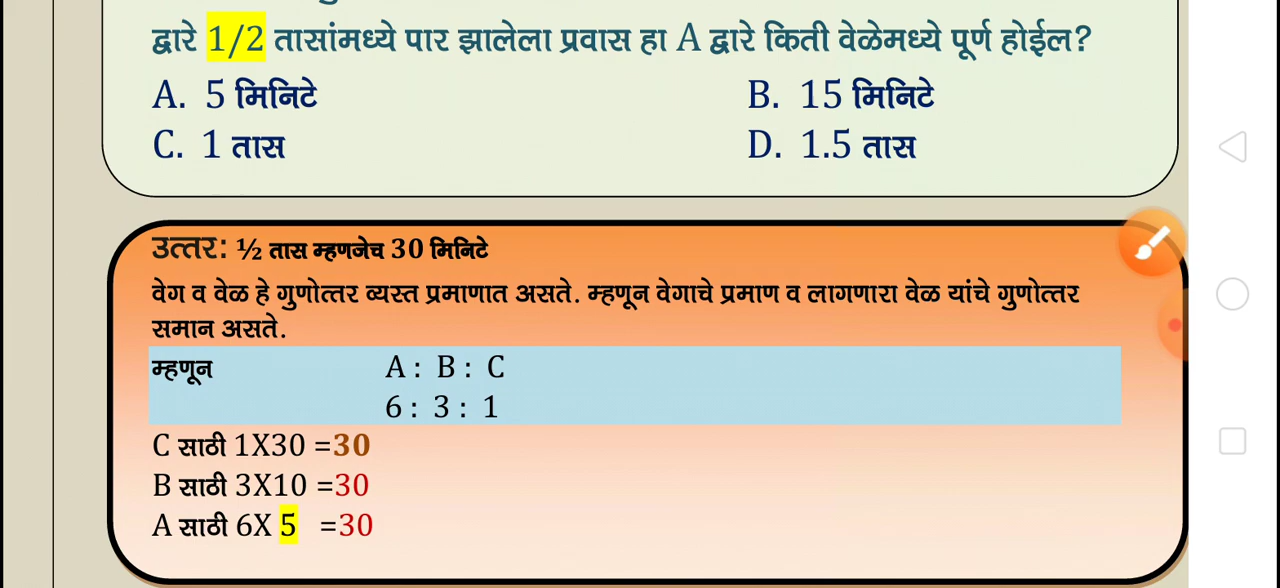 द्वारे 1/2 तासांमध्ये पार झालेला प्रवास हा A द्वारे किती वेळेमध्ये पूर्ण होईल?
A. 5 मिनिटे B. 15 मिनिटे
C. 1 तास D. 1.5 तास
उत्तर: ½ तास म्हणजेच 30 मिनिटे
वेग व वेळ हे गुणोत्तर व्यस्त प्रमाणात असते. म्हणून वेगाचे प्रमाण व लागणारा वेळ यांचे गुणोत्तर
समान असते.
म्हणून A : B : C
6 : 3 : 1
C साठी 1X30 =30
B साठी 3X10 =30
A साठी 6X 5 =30